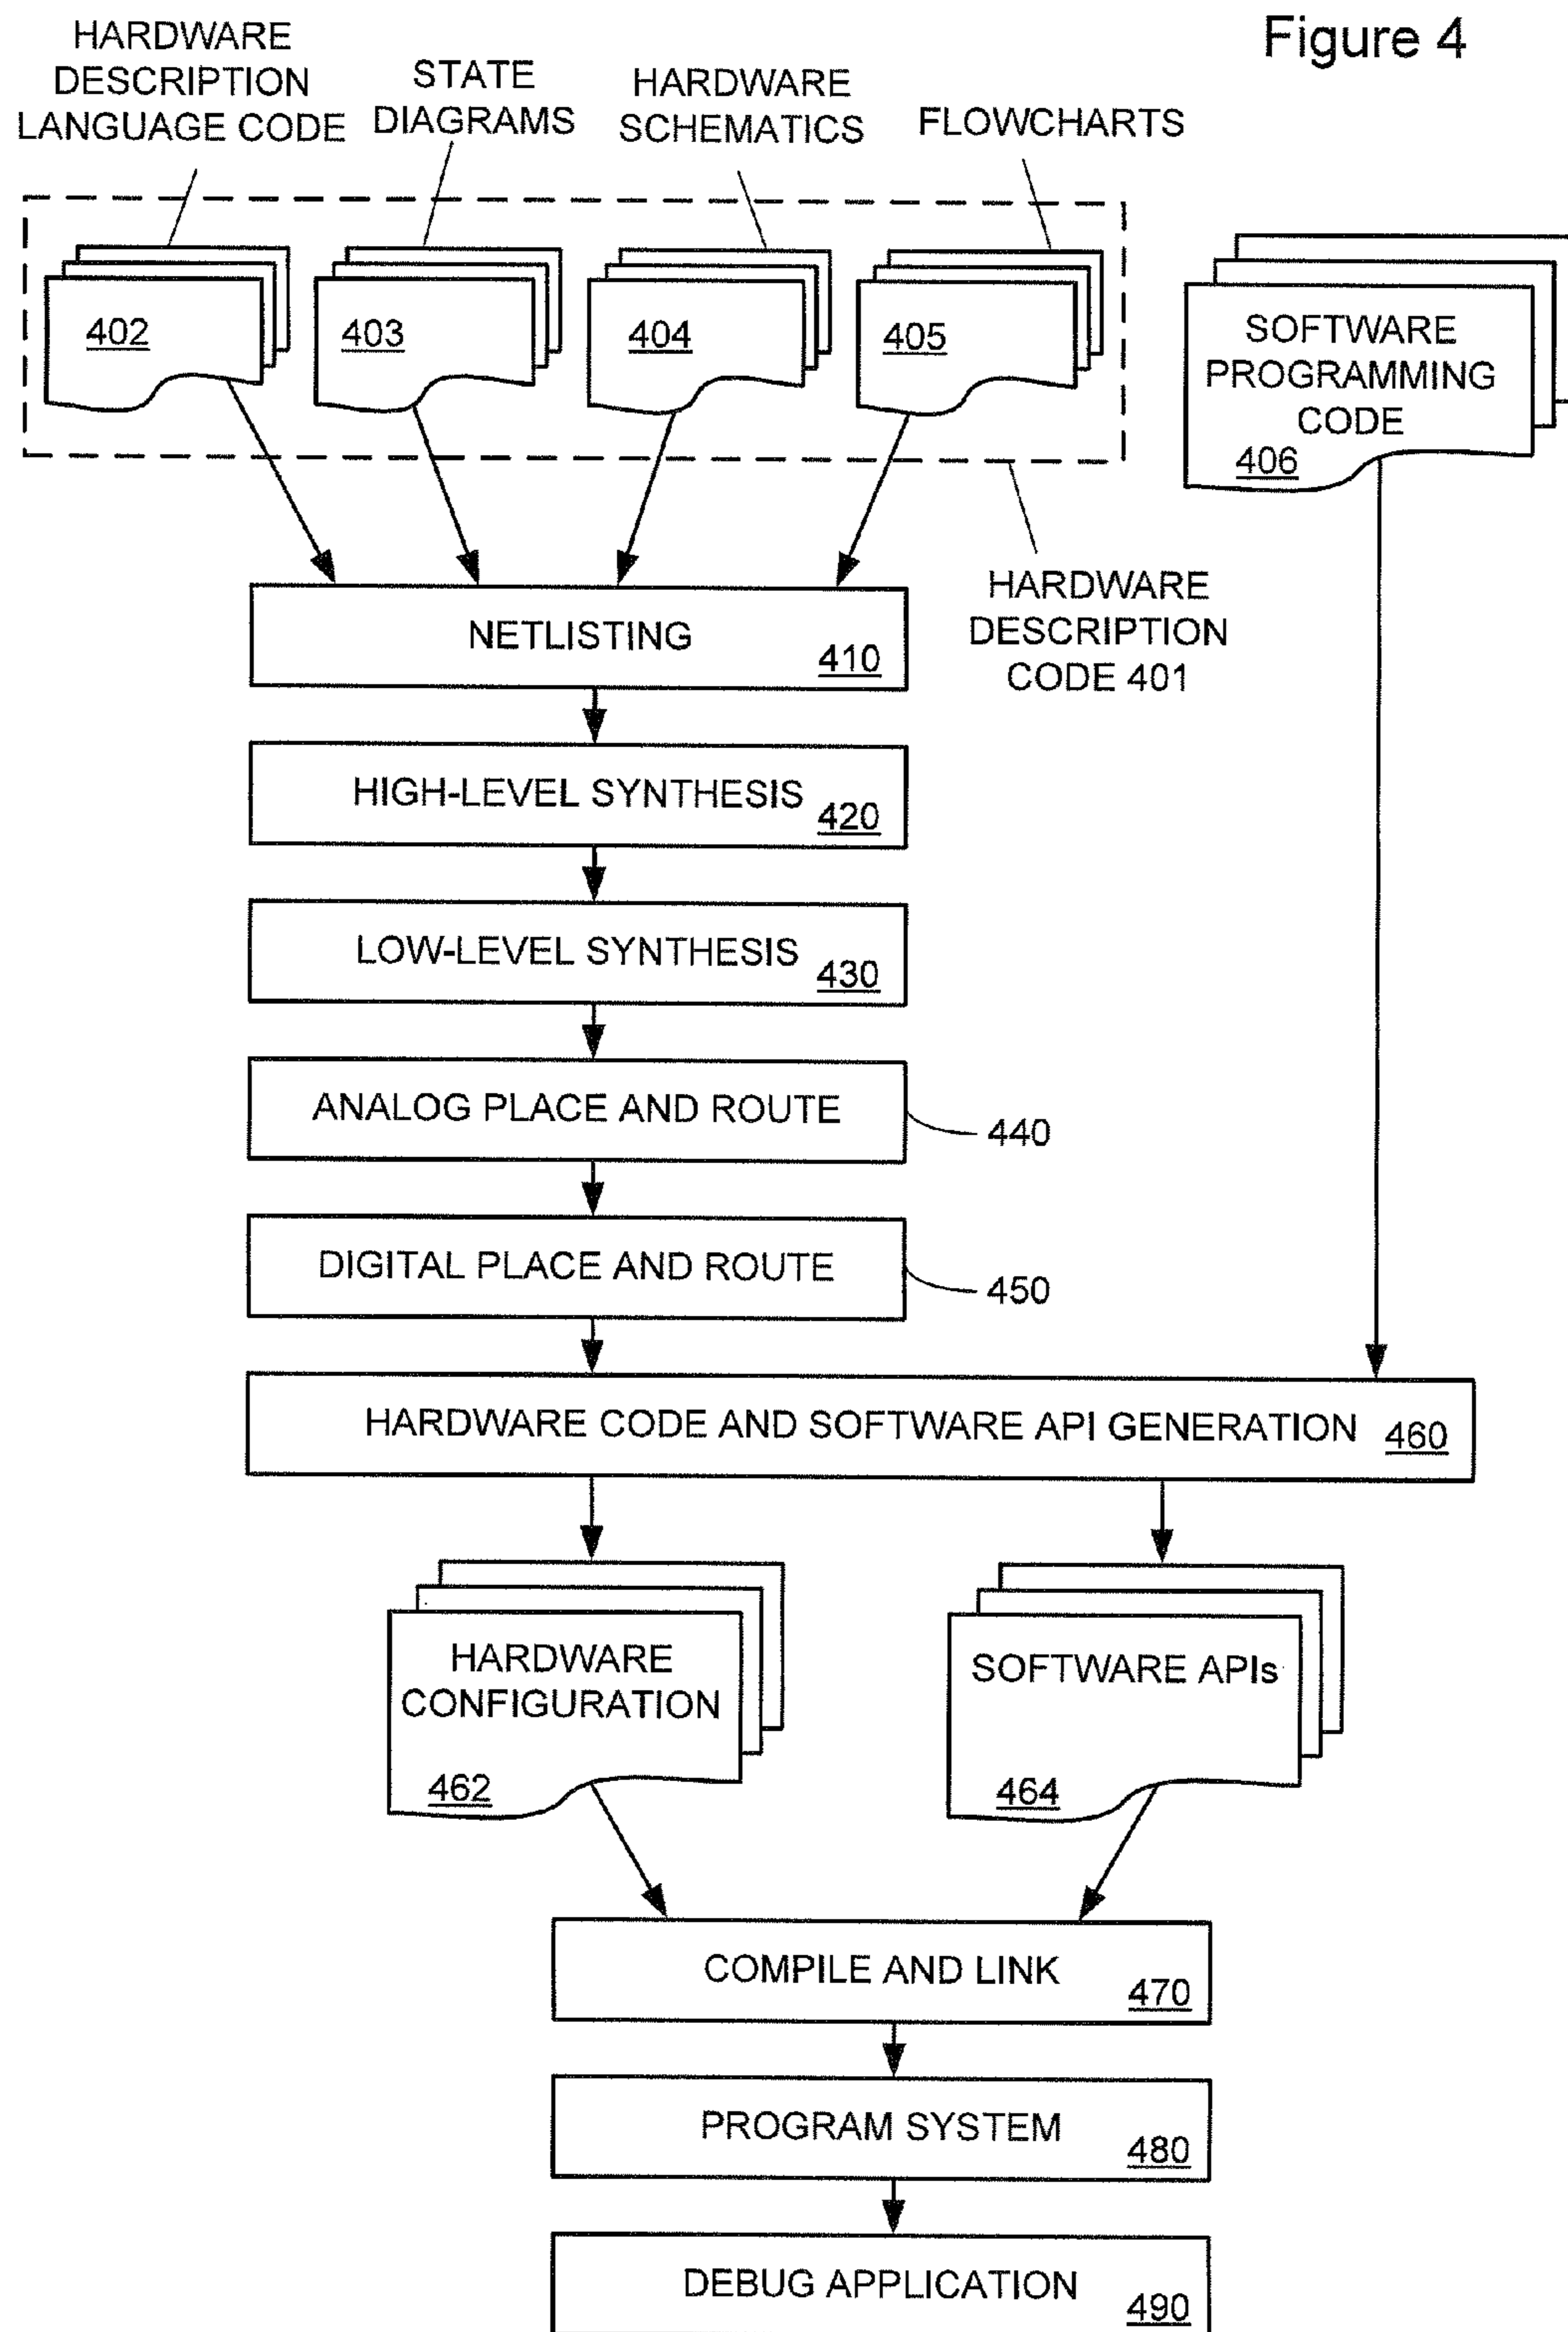 Figure 4
HARDWARE
DESCRIPTION
LANGUAGE CODE
STATE
DIAGRAMS
HARDWARE
SCHEMATICS
FLOWCHARTS
402
403
404
405
SOFTWARE
PROGRAMMING
CODE
406
HARDWARE
DESCRIPTION
CODE 401
NETLISTING
410
HIGH-LEVEL SYNTHESIS
420
LOW-LEVEL SYNTHESIS
430
ANALOG PLACE AND ROUTE
440
DIGITAL PLACE AND ROUTE
450
HARDWARE CODE AND SOFTWARE API GENERATION
460
HARDWARE
CONFIGURATION
462
SOFTWARE APIs
464
COMPILE AND LINK
470
PROGRAM SYSTEM
480
DEBUG APPLICATION
490